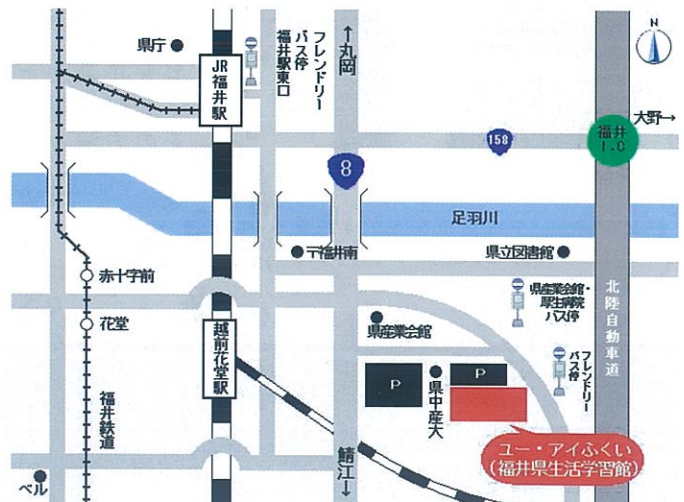 県庁
JR福井駅
フレンドリー
バス停
福井駅東口
↑丸岡
N
158
福井
I.C
大野→
8
足羽川
〒福井南
県立図書館
赤十字前
花堂
福井鉄道
越前花堂駅
県産業会館
県産業会館・
厚生病院
バス停
北陸自動車道
フレンドリー
バス停
P
P
県中産大
鯖江↓
ベル
ユー・アイふくい
(福井県生活学習館)